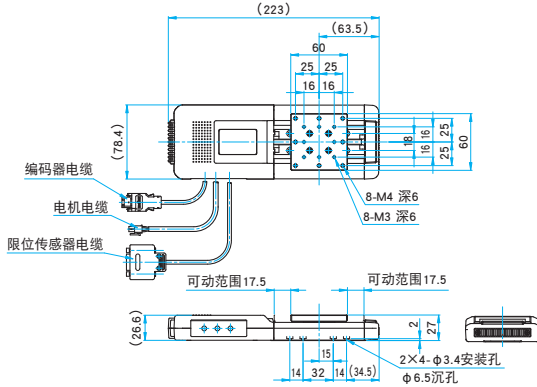 (223)
(63.5)
60
25 25
16 16
(78.4)
18
16
16
25
25
60
编码器电缆
电机电缆
限位传感器电缆
8-M4 深6
8-M3 深6
可动范围17.5
可动范围17.5
(26.6)
2
27
15
14 32 14 (34.5)
2×4-φ3.4安装孔
φ6.5沉孔